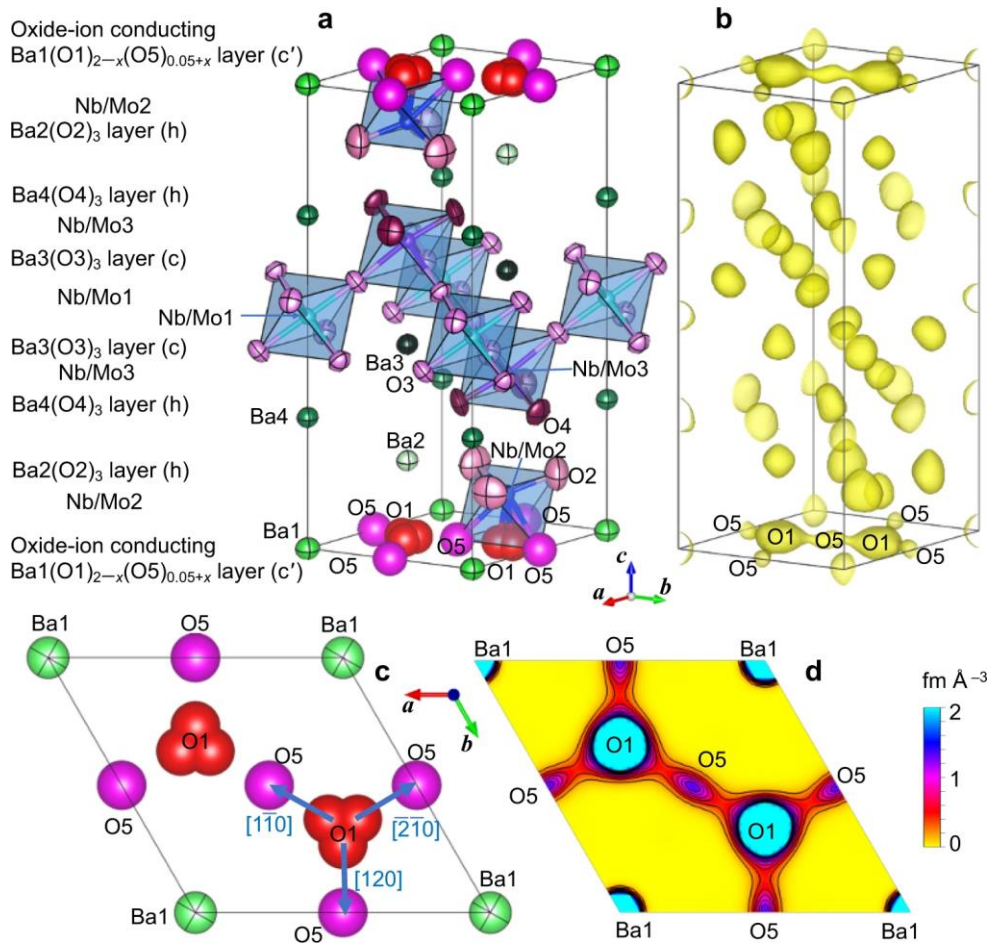 Oxide-ion conducting
Ba1(O1)2−x(O5)0.05+x layer (c′)
Nb/Mo2
Ba2(O2)3 layer (h)
Ba4(O4)3 layer (h)
Nb/Mo3
Ba3(O3)3 layer (c)
Nb/Mo1
Ba3(O3)3 layer (c)
Nb/Mo3
Ba4(O4)3 layer (h)
Ba2(O2)3 layer (h)
Nb/Mo2
Oxide-ion conducting
Ba1(O1)2−x(O5)0.05+x layer (c′)
a
Nb/Mo1
Ba3
O3
Nb/Mo3
Ba4
O4
Ba2
Nb/Mo2
O2
O5
O1
O5
O5
Ba1
O5
O1
O5
c
a
b
b
O5
O5
O1
O5
O1
O5
O5
Ba1
O5
Ba1
c
O1
O5
O5
O5
[1̄1̄0]
O1
[2̄1̄0]
[120]
Ba1
O5
Ba1
a
b
O5
Ba1
d
O1
O5
O5
O5
O1
Ba1
O5
Ba1
fm Å−3
2
1
0